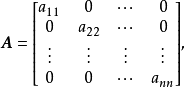 A = [ a₁₁ 0 ⋯ 0
0 a₂₂ ⋯ 0
⋮ ⋮ ⋮ ⋮
0 0 ⋯ aₙₙ ],